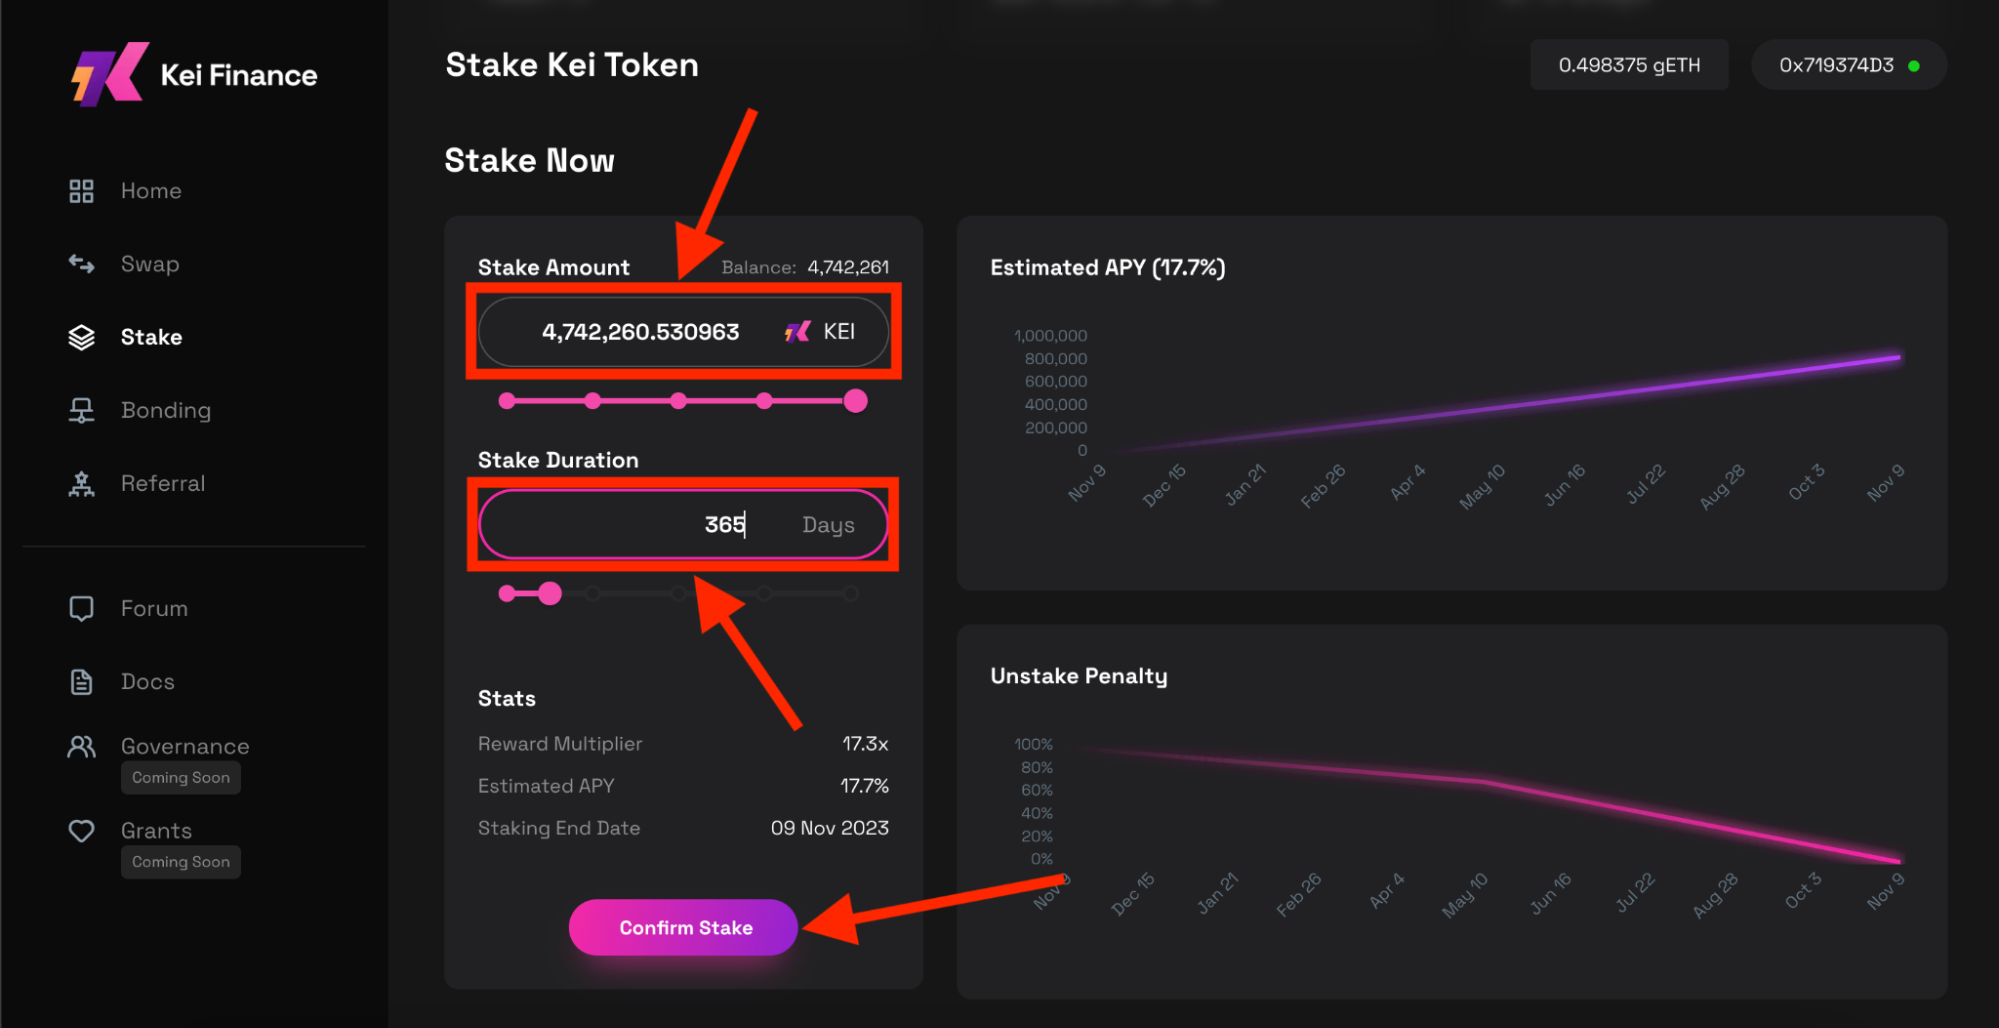 Kei Finance
Home
Swap
Stake
Bonding
Referral
Forum
Docs
Governance
Coming Soon
Grants
Coming Soon
Stake Kei Token
0.498375 gETH
0x719374D3
Stake Now
Stake Amount
Balance: 4,742,261
4,742,260.530963 KEI
Stake Duration
365 Days
Stats
Reward Multiplier 17.3x
Estimated APY 17.7%
Staking End Date 09 Nov 2023
Confirm Stake
Estimated APY (17.7%)
1,000,000
800,000
600,000
400,000
200,000
0
Nov 9
Dec 15
Jan 21
Feb 26
Apr 4
May 10
Jun 16
Jul 22
Aug 28
Oct 3
Nov 9
Unstake Penalty
100%
80%
60%
40%
20%
0%
Nov 9
Dec 15
Jan 21
Feb 26
Apr 4
May 10
Jun 16
Jul 22
Aug 28
Oct 3
Nov 9